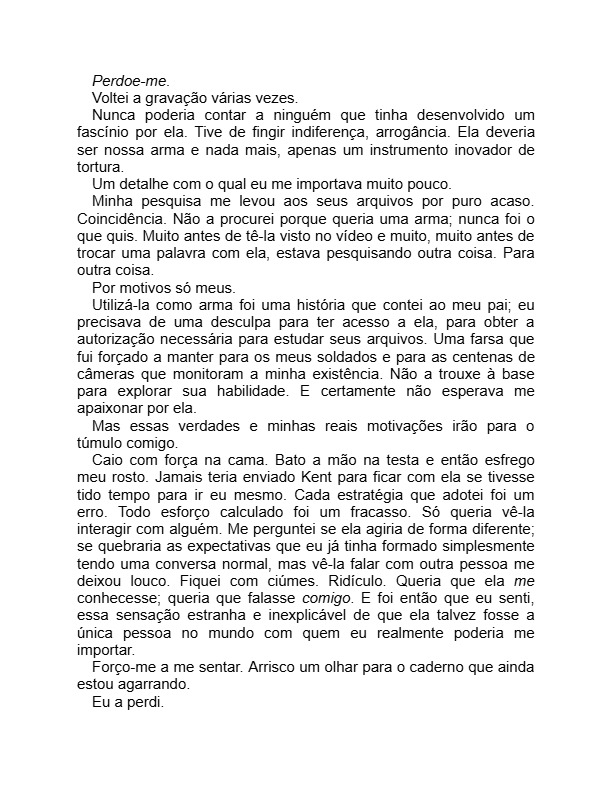 Perdoe-me.
Voltei a gravação várias vezes.
Nunca poderia contar a ninguém que tinha desenvolvido um
fascínio por ela. Tive de fingir indiferença, arrogância. Ela deveria
ser nossa arma e nada mais, apenas um instrumento inovador de
tortura.
Um detalhe com o qual eu me importava muito pouco.
Minha pesquisa me levou aos seus arquivos por puro acaso.
Coincidência. Não a procurei porque queria uma arma; nunca foi o
que quis. Muito antes de tê-la visto no vídeo e muito, muito antes de
trocar uma palavra com ela, estava pesquisando outra coisa. Para
outra coisa.
Por motivos só meus.
Utilizá-la como arma foi uma história que contei ao meu pai; eu
precisava de uma desculpa para ter acesso a ela, para obter a
autorização necessária para estudar seus arquivos. Uma farsa que
fui forçado a manter para os meus soldados e para as centenas de
câmeras que monitoram a minha existência. Não a trouxe à base
para explorar sua habilidade. E certamente não esperava me
apaixonar por ela.
Mas essas verdades e minhas reais motivações irão para o
túmulo comigo.
Caio com força na cama. Bato a mão na testa e então esfrego
meu rosto. Jamais teria enviado Kent para ficar com ela se tivesse
tido tempo para ir eu mesmo. Cada estratégia que adotei foi um
erro. Todo esforço calculado foi um fracasso. Só queria vê-la
interagir com alguém. Me perguntei se ela agiria de forma diferente;
se quebraria as expectativas que eu já tinha formado simplesmente
tendo uma conversa normal, mas vê-la falar com outra pessoa me
deixou louco. Fiquei com ciúmes. Ridículo. Queria que ela me
conhecesse; queria que falasse comigo. E foi então que eu senti,
essa sensação estranha e inexplicável de que ela talvez fosse a
única pessoa no mundo com quem eu realmente poderia me
importar.
Forço-me a me sentar. Arrisco um olhar para o caderno que ainda
estou agarrando.
Eu a perdi.